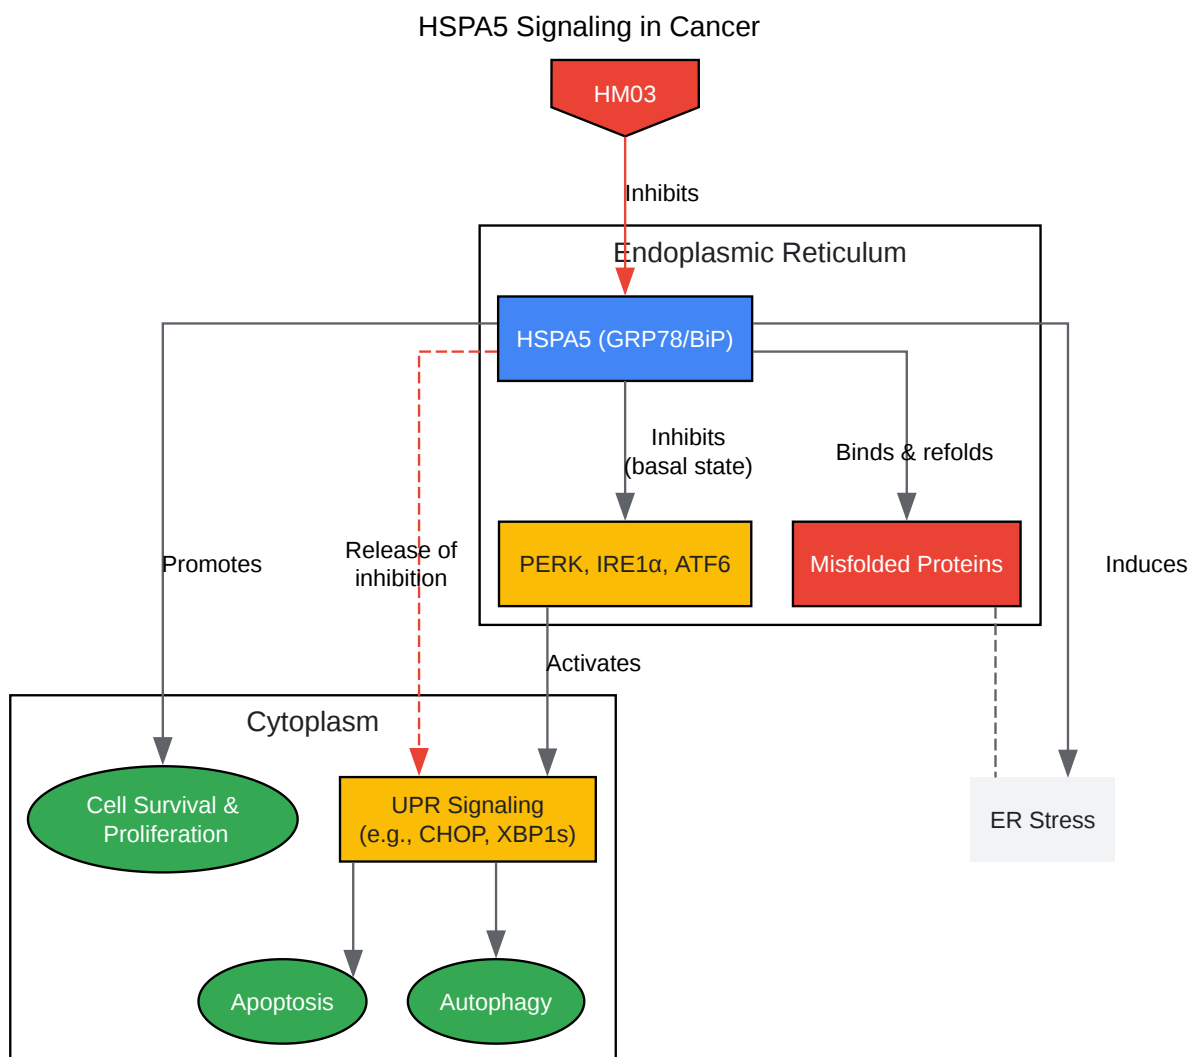 HSPA5 Signaling in Cancer
HM03
Inhibits
Endoplasmic Reticulum
HSPA5 (GRP78/BiP)
Inhibits
(basal state)
Binds & refolds
Promotes
Release of
inhibition
PERK, IRE1α, ATF6
Misfolded Proteins
Induces
Activates
Cytoplasm
Cell Survival &
Proliferation
UPR Signaling
(e.g., CHOP, XBP1s)
ER Stress
Apoptosis
Autophagy